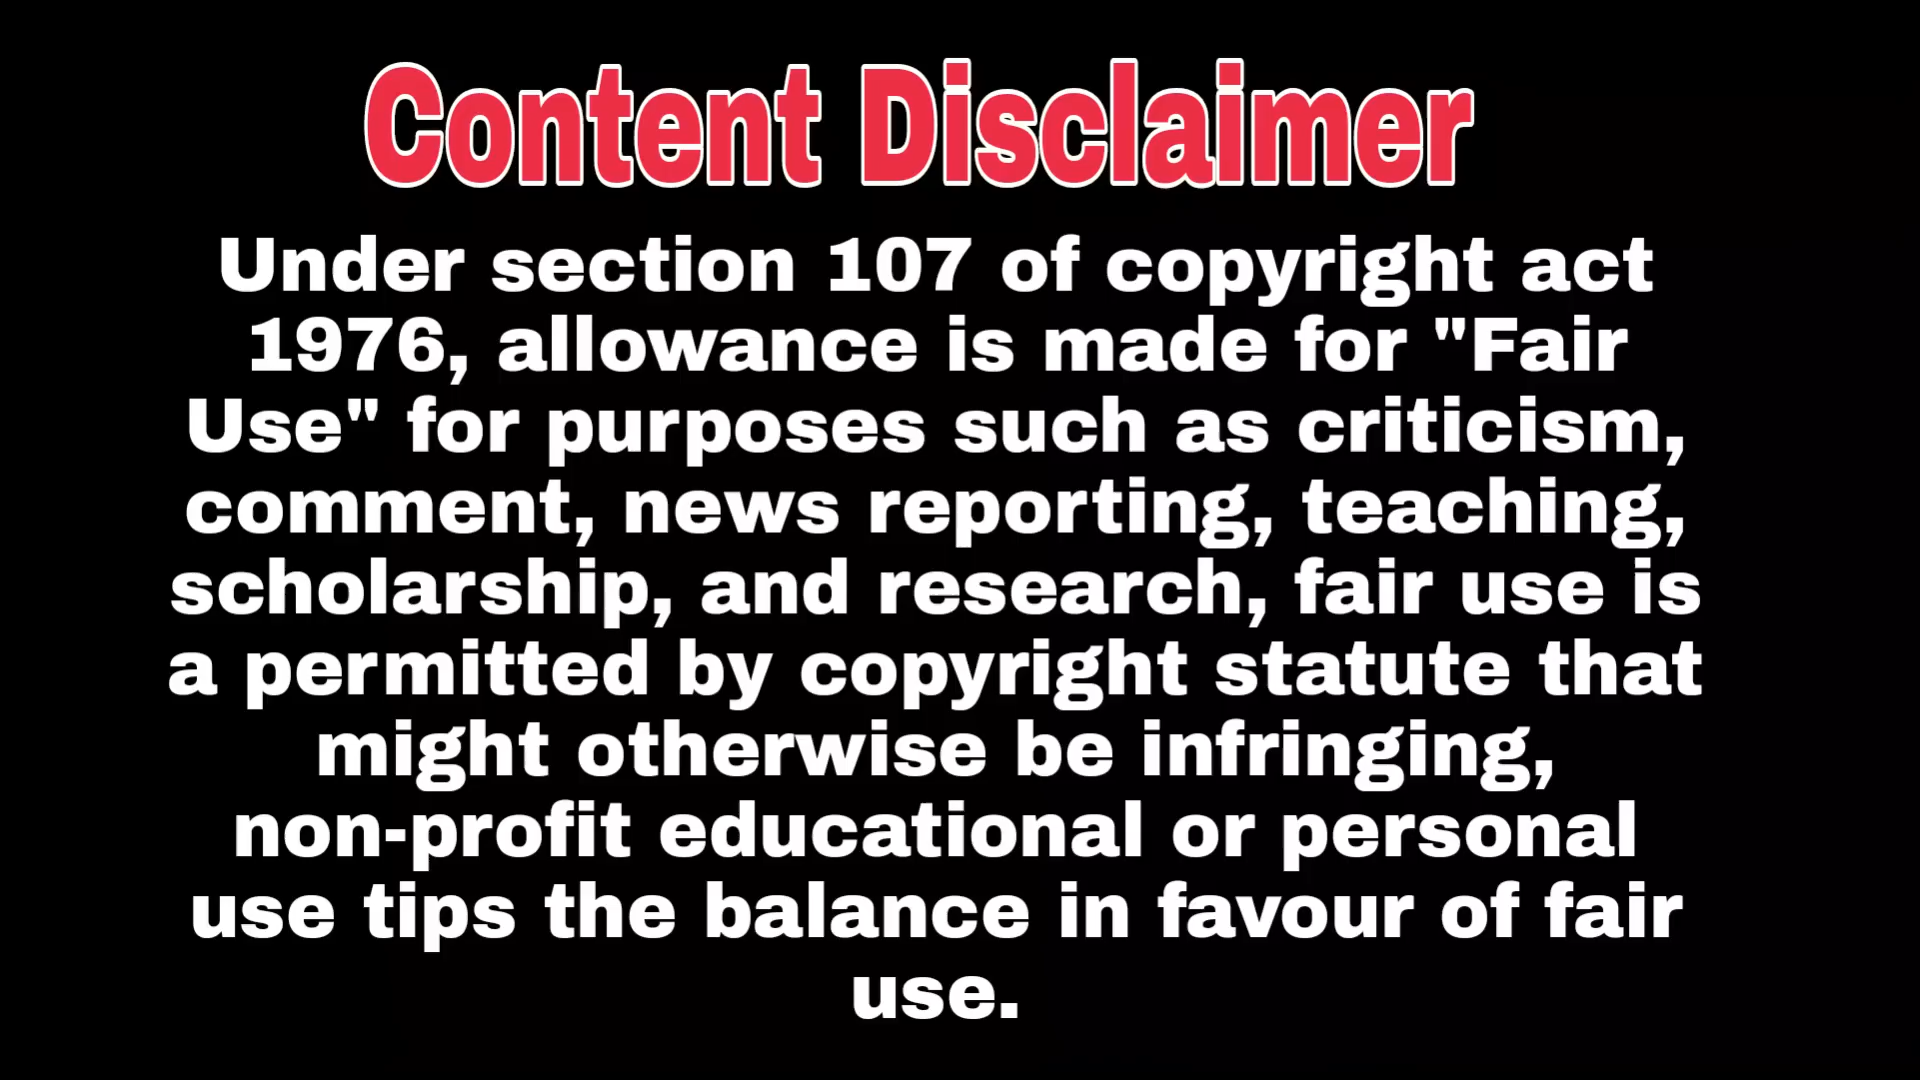 Content Disclaimer
Under section 107 of copyright act
1976, allowance is made for "Fair
Use" for purposes such as criticism,
comment, news reporting, teaching,
scholarship, and research, fair use is
a permitted by copyright statute that
might otherwise be infringing,
non-profit educational or personal
use tips the balance in favour of fair
use.